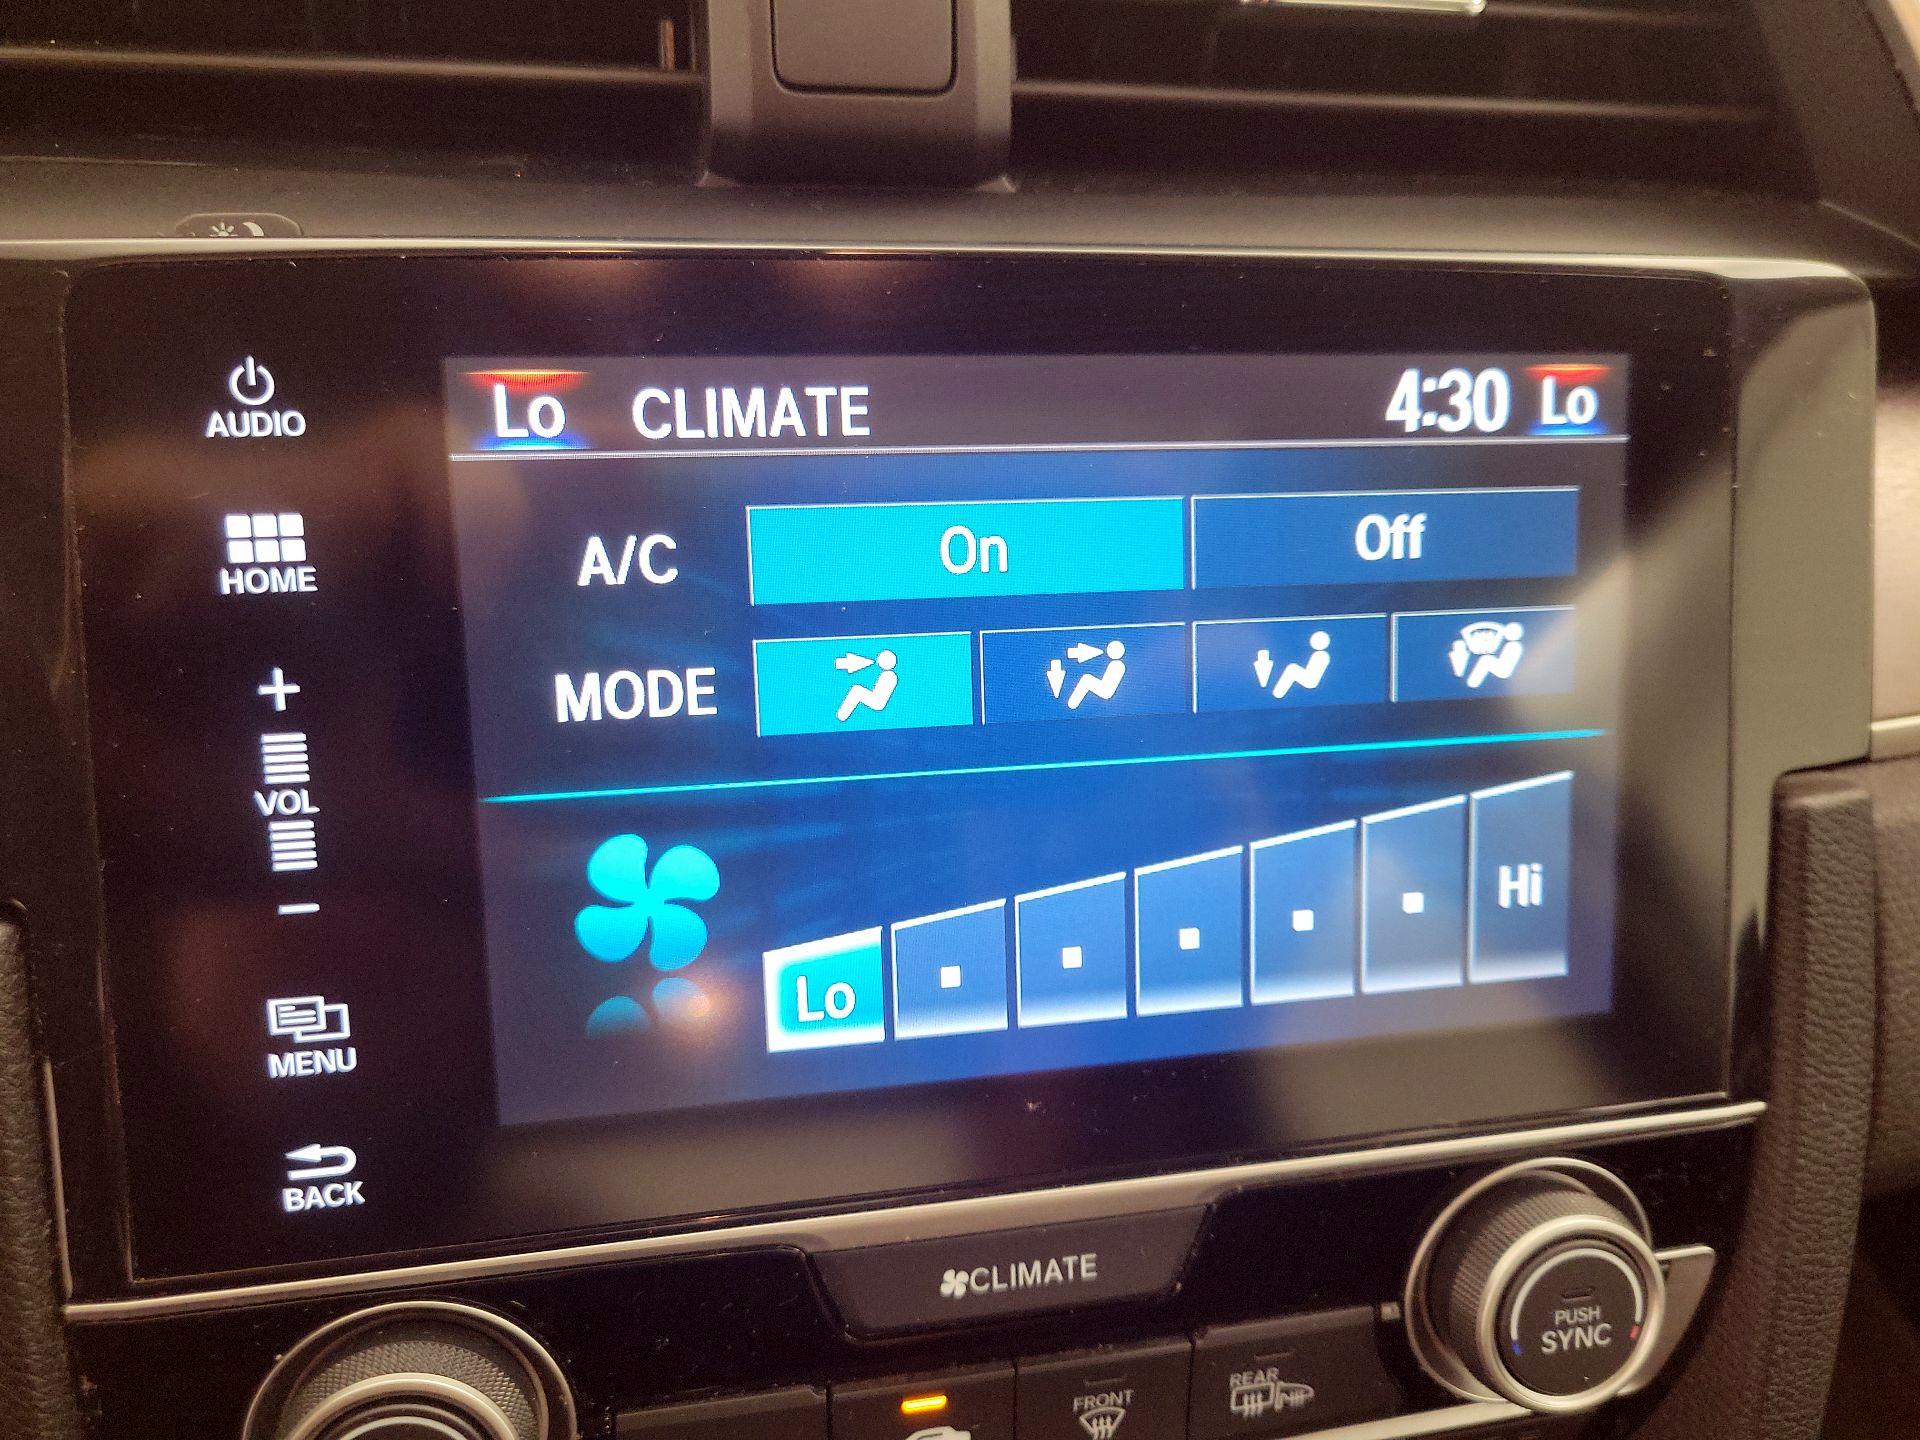 AUDIO
HOME
+
VOL
−
MENU
BACK
Lo CLIMATE 4:30 Lo
A/C On Off
MODE
Lo Hi
CLIMATE
PUSH
SYNC
FRONT
REAR